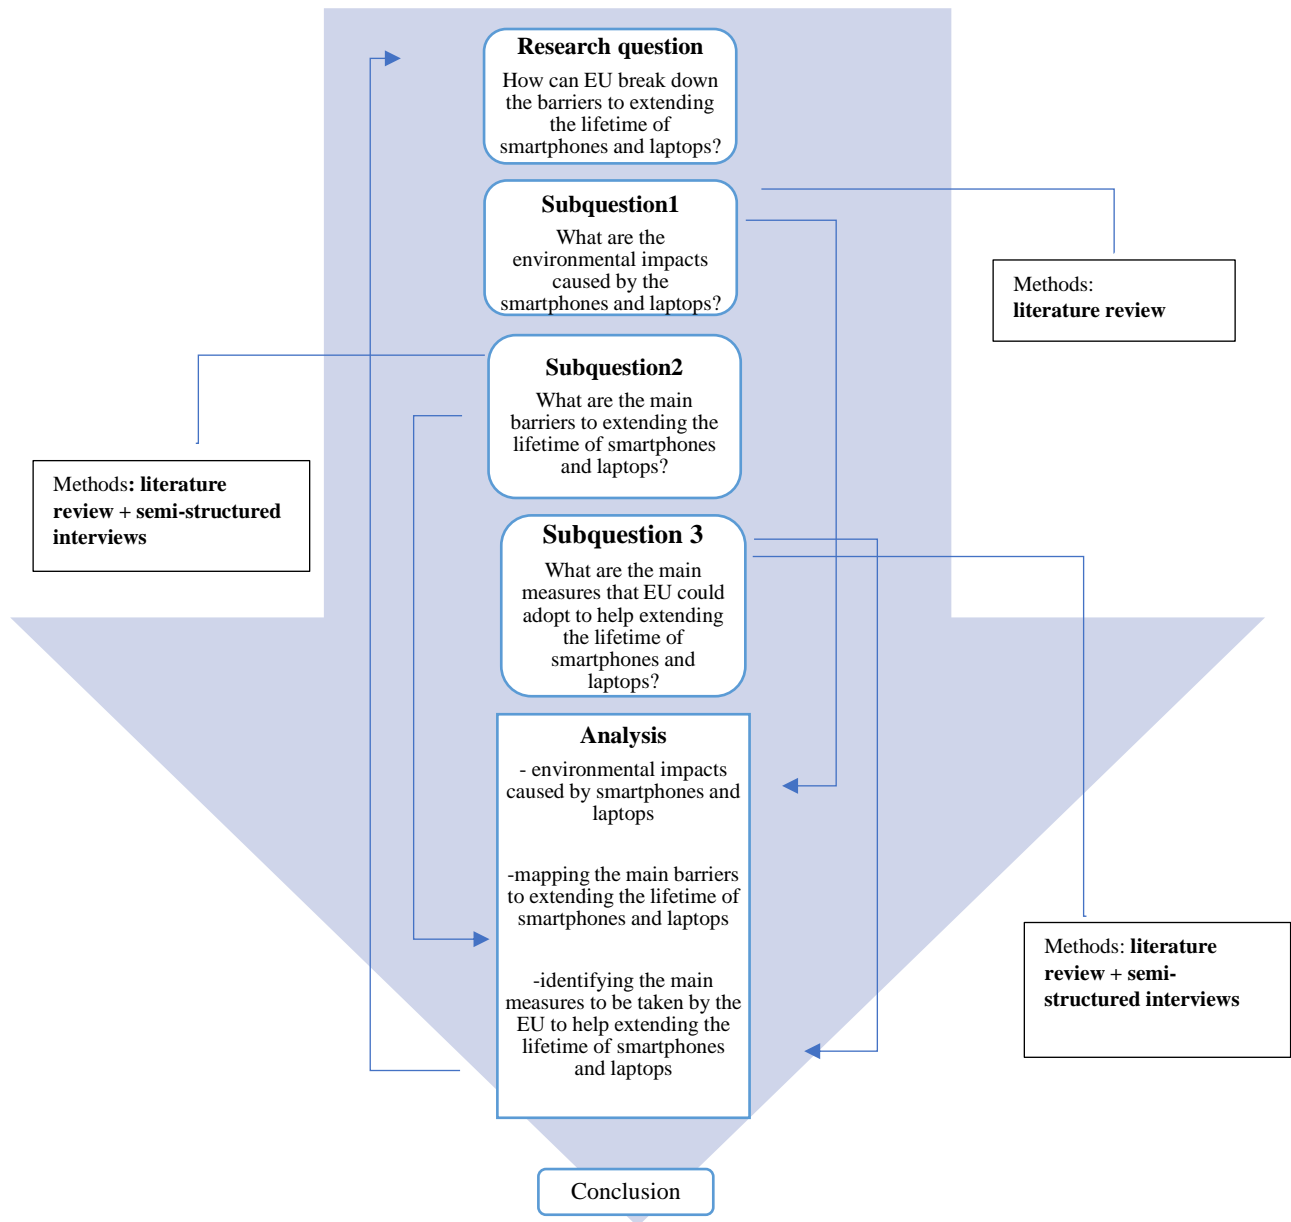 Research question
How can EU break down
the barriers to extending
the lifetime of
smartphones and laptops?
Subquestion1
What are the
environmental impacts
caused by the
smartphones and laptops?
Methods:
literature review
Subquestion2
What are the main
barriers to extending the
lifetime of smartphones
and laptops?
Methods: literature
review + semi-structured
interviews
Subquestion 3
What are the main
measures that EU could
adopt to help extending
the lifetime of
smartphones and
laptops?
Analysis
- environmental impacts
caused by smartphones and
laptops
-mapping the main barriers
to extending the lifetime of
smartphones and laptops
-identifying the main
measures to be taken by the
EU to help extending the
lifetime of smartphones
and laptops
Methods: literature
review + semi-
structured interviews
Conclusion